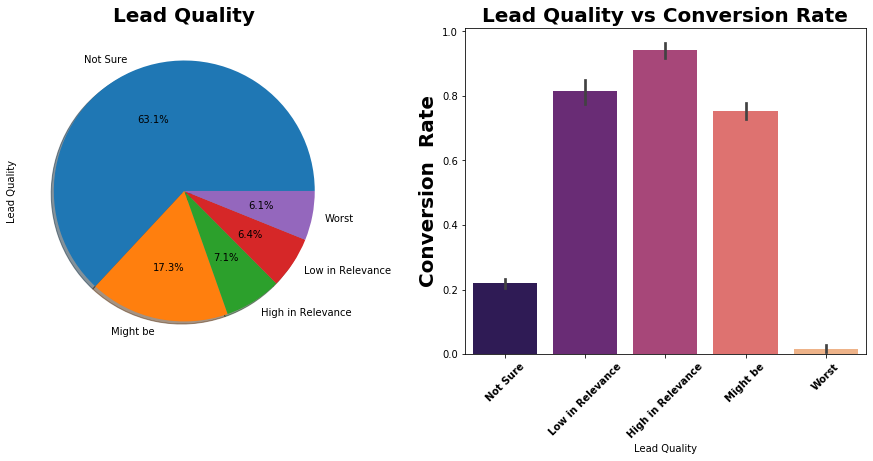 Lead Quality
Not Sure
63.1%
6.1%
Worst
6.4%
Low in Relevance
7.1%
High in Relevance
17.3%
Might be
Lead Quality
Lead Quality vs Conversion Rate
1.0
0.8
0.6
0.4
0.2
0.0
Conversion Rate
Not Sure
Low in Relevance
High in Relevance
Might be
Worst
Lead Quality